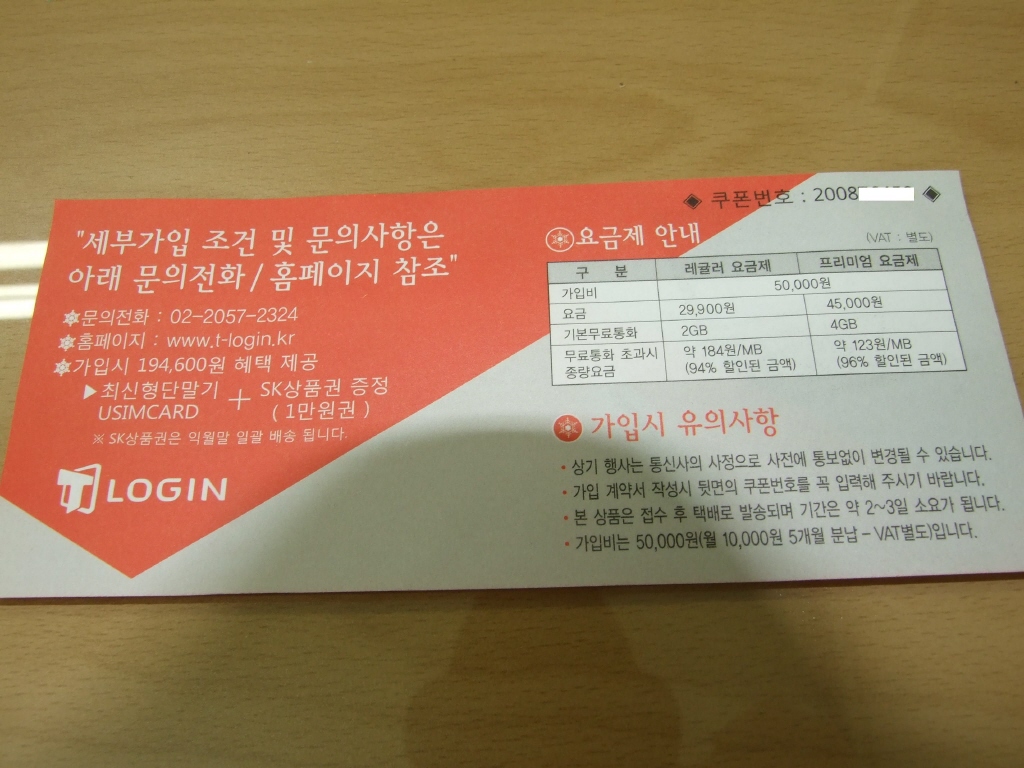 "세부가입 조건 및 문의사항은
아래 문의전화 / 홈페이지 참조"
문의전화 : 02-2057-2324
홈페이지 : www.t-login.kr
가입시 194,600원 혜택 제공
▶최신형단말기 + SK상품권 증정
USIMCARD ( 1만원권 )
※ SK상품권은 익월말 일괄 배송 됩니다.
T LOGIN
◈ 쿠폰번호 : 2008 ◈
요금제 안내
(VAT : 별도)
구 분 레귤러 요금제 프리미엄 요금제
가입비 50,000원
요금 29,900원 45,000원
기본무료통화 2GB 4GB
무료통화 초과시 약 184원/MB 약 123원/MB
종량요금 (94% 할인된 금액) (96% 할인된 금액)
가입시 유의사항
• 상기 행사는 통신사의 사정으로 사전에 통보없이 변경될 수 있습니다.
• 가입 계약서 작성시 뒷면의 쿠폰번호를 꼭 입력해 주시기 바랍니다.
• 본 상품은 접수 후 택배로 발송되며 기간은 약 2~3일 소요가 됩니다.
• 가입비는 50,000원(월 10,000원 5개월 분납 - VAT별도)입니다.